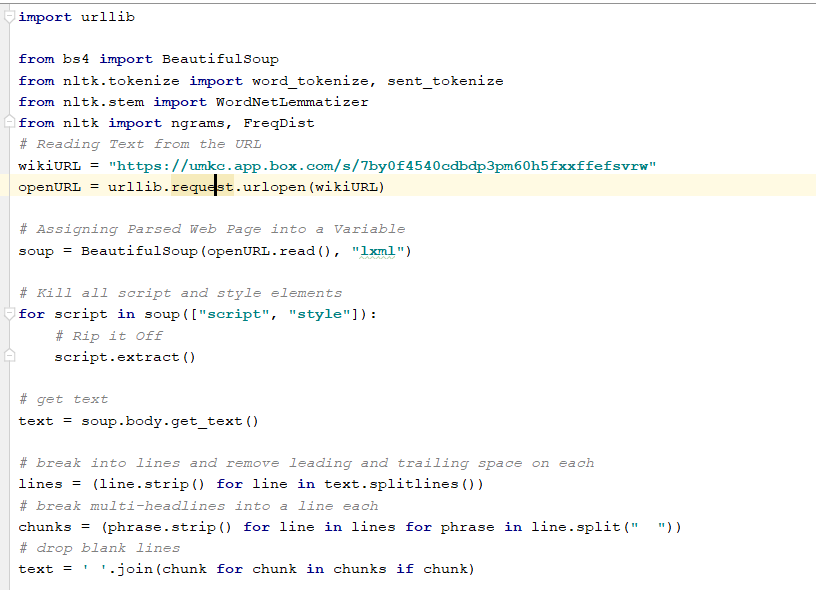 import urllib
from bs4 import BeautifulSoup
from nltk.tokenize import word_tokenize, sent_tokenize
from nltk.stem import WordNetLemmatizer
from nltk import ngrams, FreqDist
# Reading Text from the URL
wikiURL = "https://umkc.app.box.com/s/7by0f4540cdbdp3pm60h5fxxffefsvrw"
openURL = urllib.request.urlopen(wikiURL)
# Assigning Parsed Web Page into a Variable
soup = BeautifulSoup(openURL.read(), "lxml")
# Kill all script and style elements
for script in soup(["script", "style"]):
    # Rip it Off
    script.extract()
# get text
text = soup.body.get_text()
# break into lines and remove leading and trailing space on each
lines = (line.strip() for line in text.splitlines())
# break multi-headlines into a line each
chunks = (phrase.strip() for line in lines for phrase in line.split("  "))
# drop blank lines
text = ' '.join(chunk for chunk in chunks if chunk)